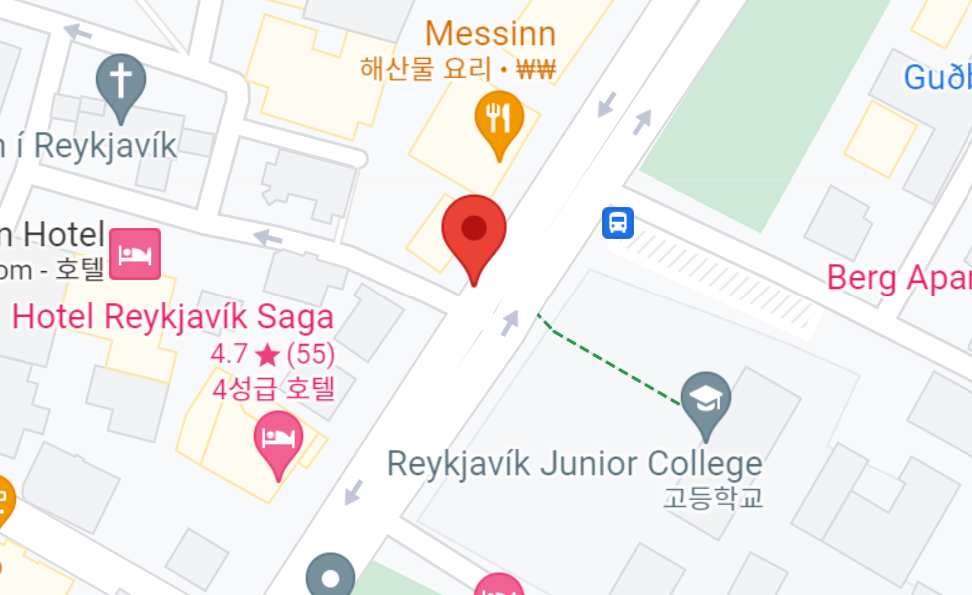 Messinn
해산물 요리 • ₩₩
Guðb
n í Reykjavík
n Hotel
om - 호텔
Berg Apar
Hotel Reykjavík Saga
4.7 ★ (55)
4성급 호텔
Reykjavík Junior College
고등학교